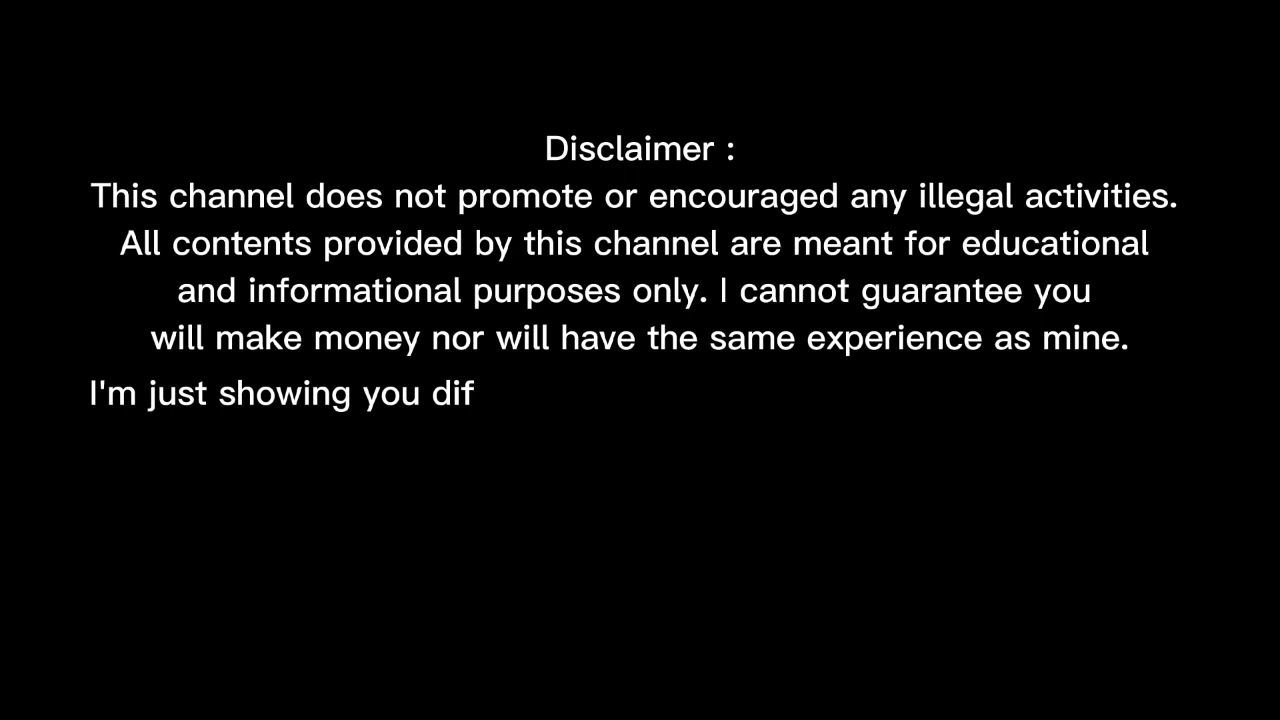 Disclaimer :
This channel does not promote or encouraged any illegal activities.
All contents provided by this channel are meant for educational
and informational purposes only. I cannot guarantee you
will make money nor will have the same experience as mine.
I'm just showing you dif